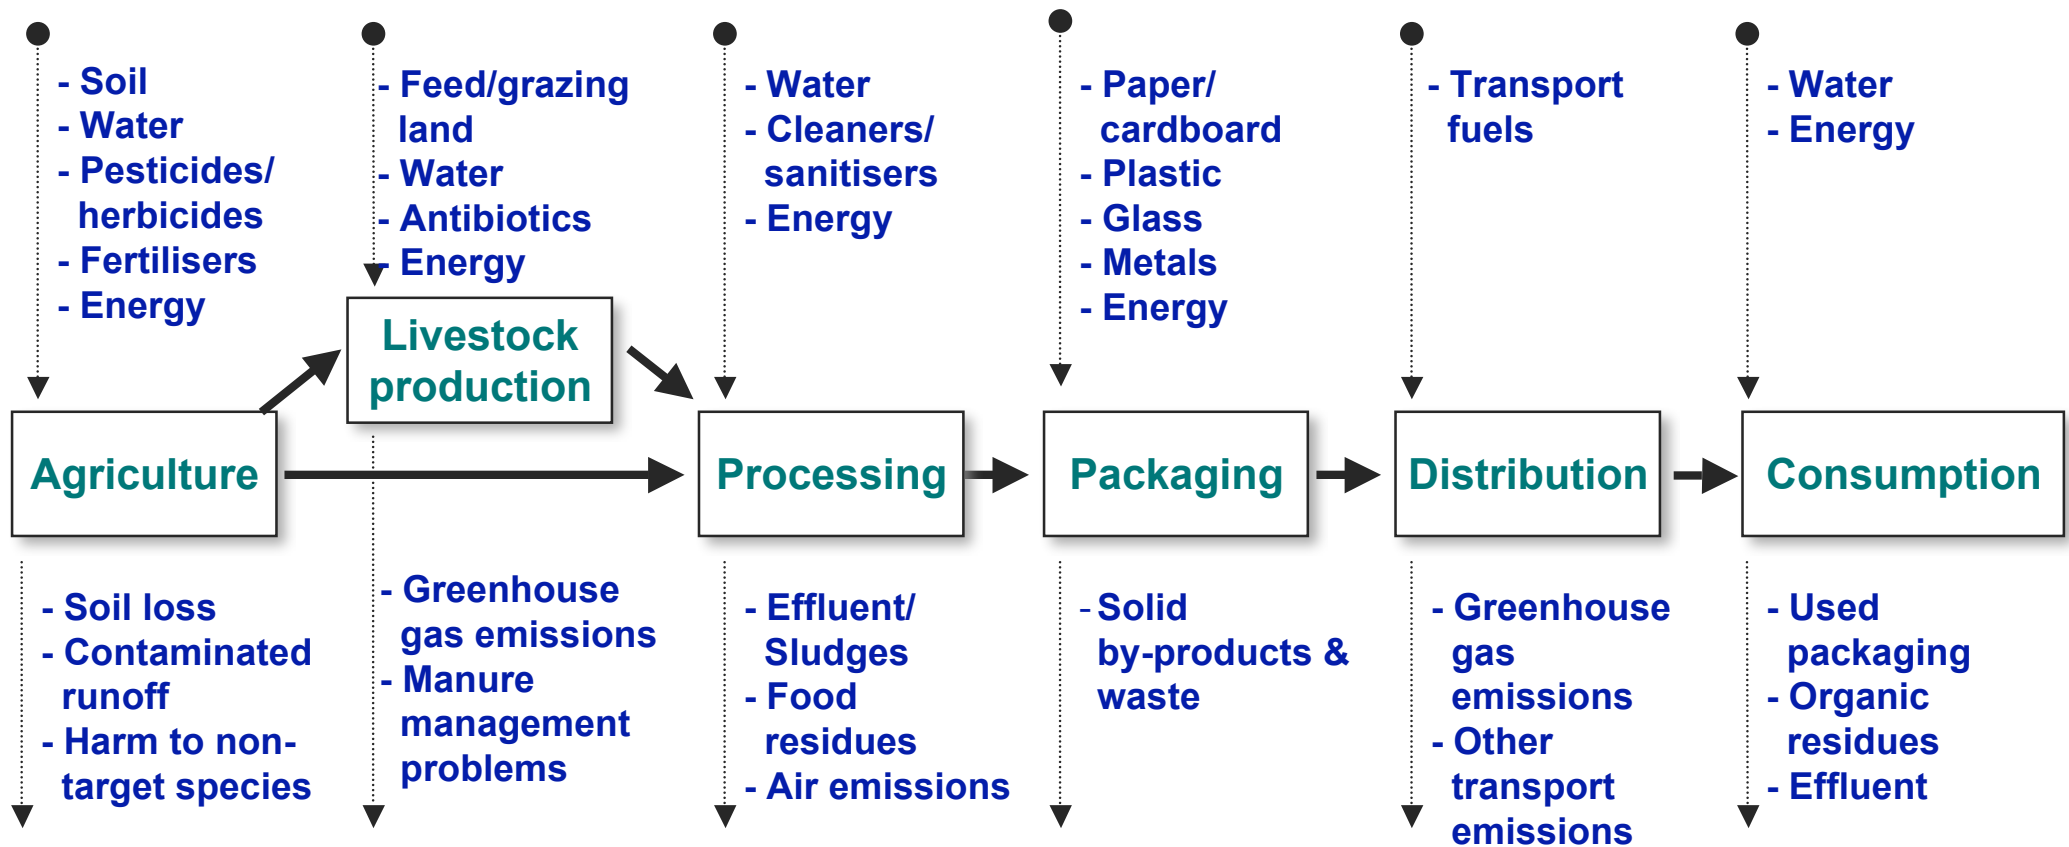 - Soil
- Water
- Pesticides/
herbicides
- Fertilisers
- Energy
- Feed/grazing
land
- Water
- Antibiotics
- Energy
- Water
- Cleaners/
sanitisers
- Energy
- Paper/
cardboard
- Plastic
- Glass
- Metals
- Energy
- Transport
fuels
- Water
- Energy
Livestock
production
Agriculture
Processing
Packaging
Distribution
Consumption
- Soil loss
- Contaminated
runoff
- Harm to non-
target species
- Greenhouse
gas emissions
- Manure
management
problems
- Effluent/
Sludges
- Food
residues
- Air emissions
- Solid
by-products &
waste
- Greenhouse
gas
emissions
- Other
transport
emissions
- Used
packaging
- Organic
residues
- Effluent